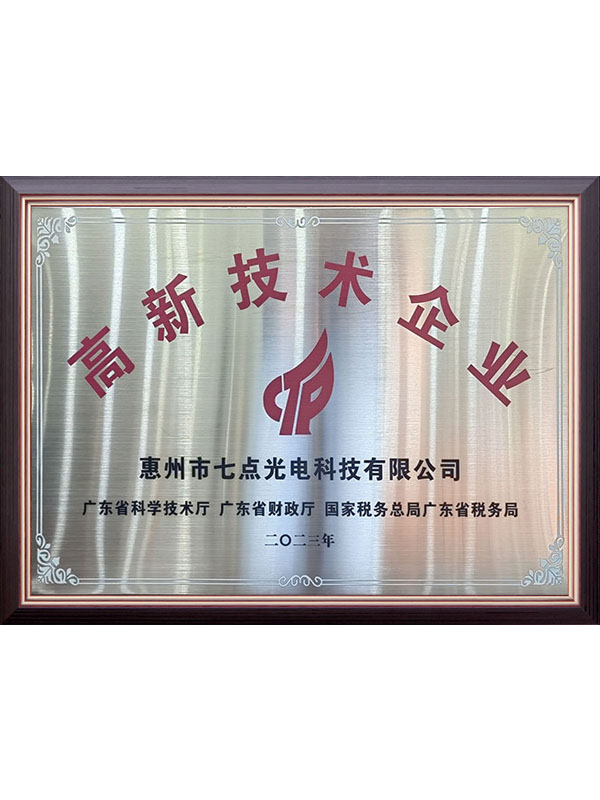 高新技术企业
CTP
惠州市七点光电科技有限公司
广东省科学技术厅 广东省财政厅 国家税务总局广东省税务局
二〇二三年